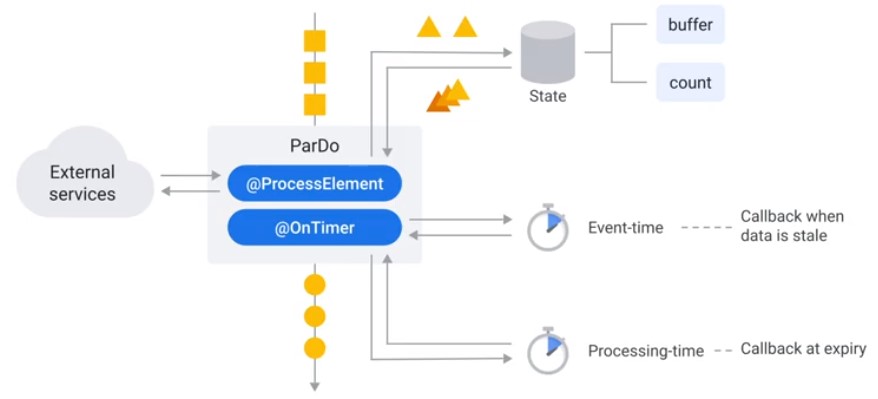 buffer
State
count
ParDo
External
services
@ProcessElement
@OnTimer
Event-time
Callback when
data is stale
Processing-time
Callback at expiry